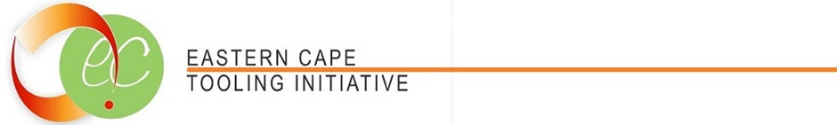 ec
EASTERN CAPE
TOOLING INITIATIVE